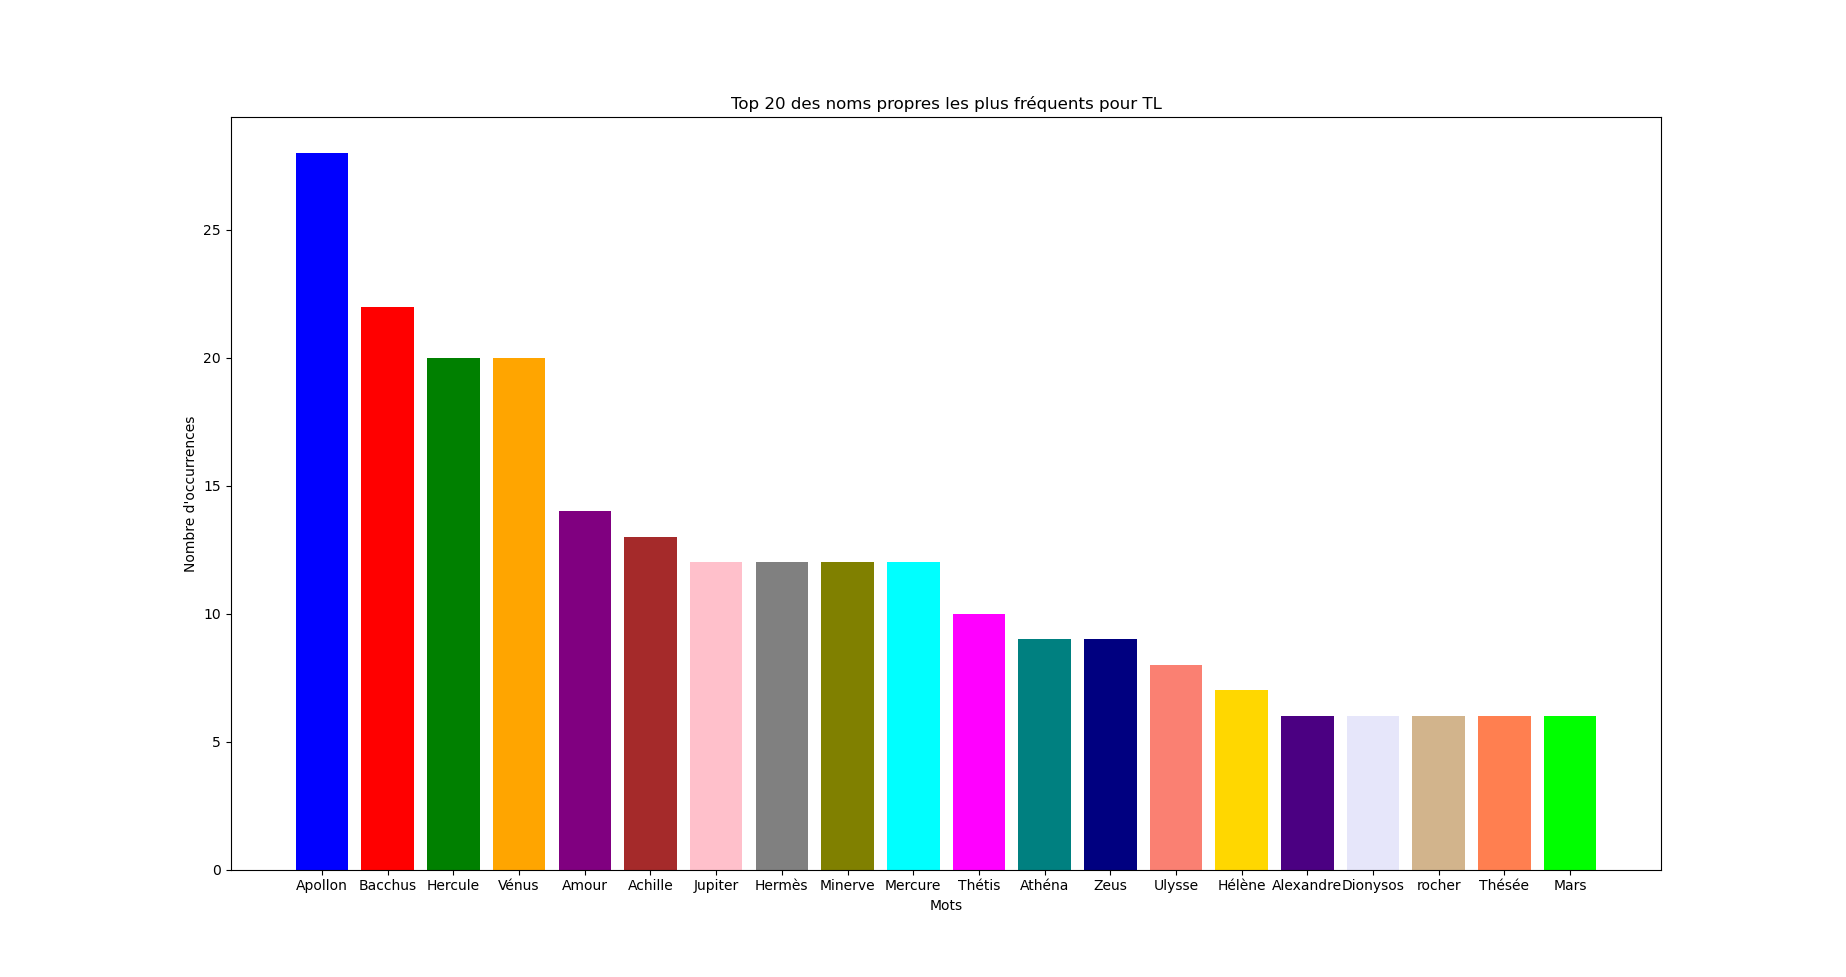 Top 20 des noms propres les plus fréquents pour TL
Nombre d'occurrences
25
20
15
10
5
0
Apollon Bacchus Hercule Vénus Amour Achille Jupiter Hermès Minerve Mercure Thétis Athéna Zeus Ulysse Hélène Alexandre Dionysos rocher Thésée Mars
Mots